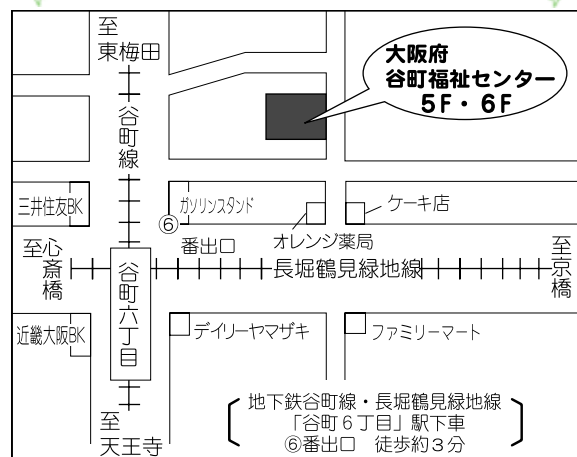 至
東梅田
谷町線
大阪府
谷町福祉センター
5F・6F
三井住友BK
ガソリンスタンド
ケーキ店
⑥
番出口
オレンジ薬局
至心斎橋
谷町六丁目
長堀鶴見緑地線
至京橋
近畿大阪BK
デイリーヤマザキ
ファミリーマート
至
天王寺
地下鉄谷町線・長堀鶴見緑地線
「谷町6丁目」駅下車
⑥番出口 徒歩約3分